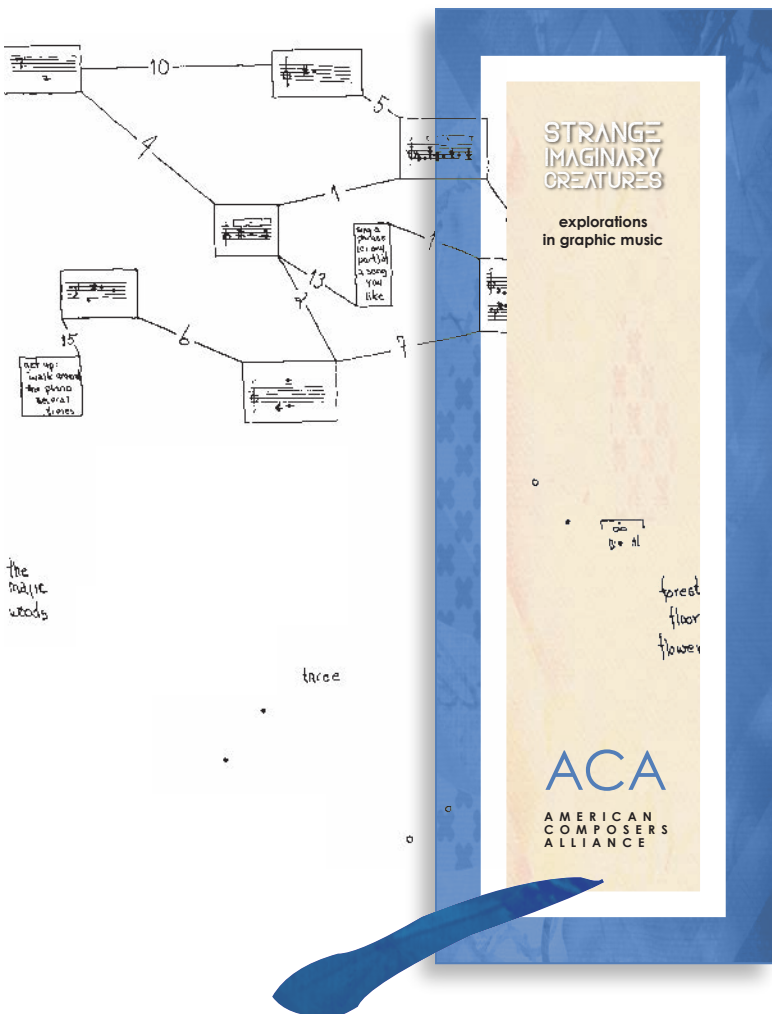 10
5
STRANGE
IMAGINARY
CREATURES
4
1
explorations
in graphic music
sing a
phrase
(or any
part) of
a song
you
like
1
13
2
15
6
7
get up:
walk around
the piano
several
times
the
magic
woods
forest
floor
flower
three
ACA
AMERICAN
COMPOSERS
ALLIANCE